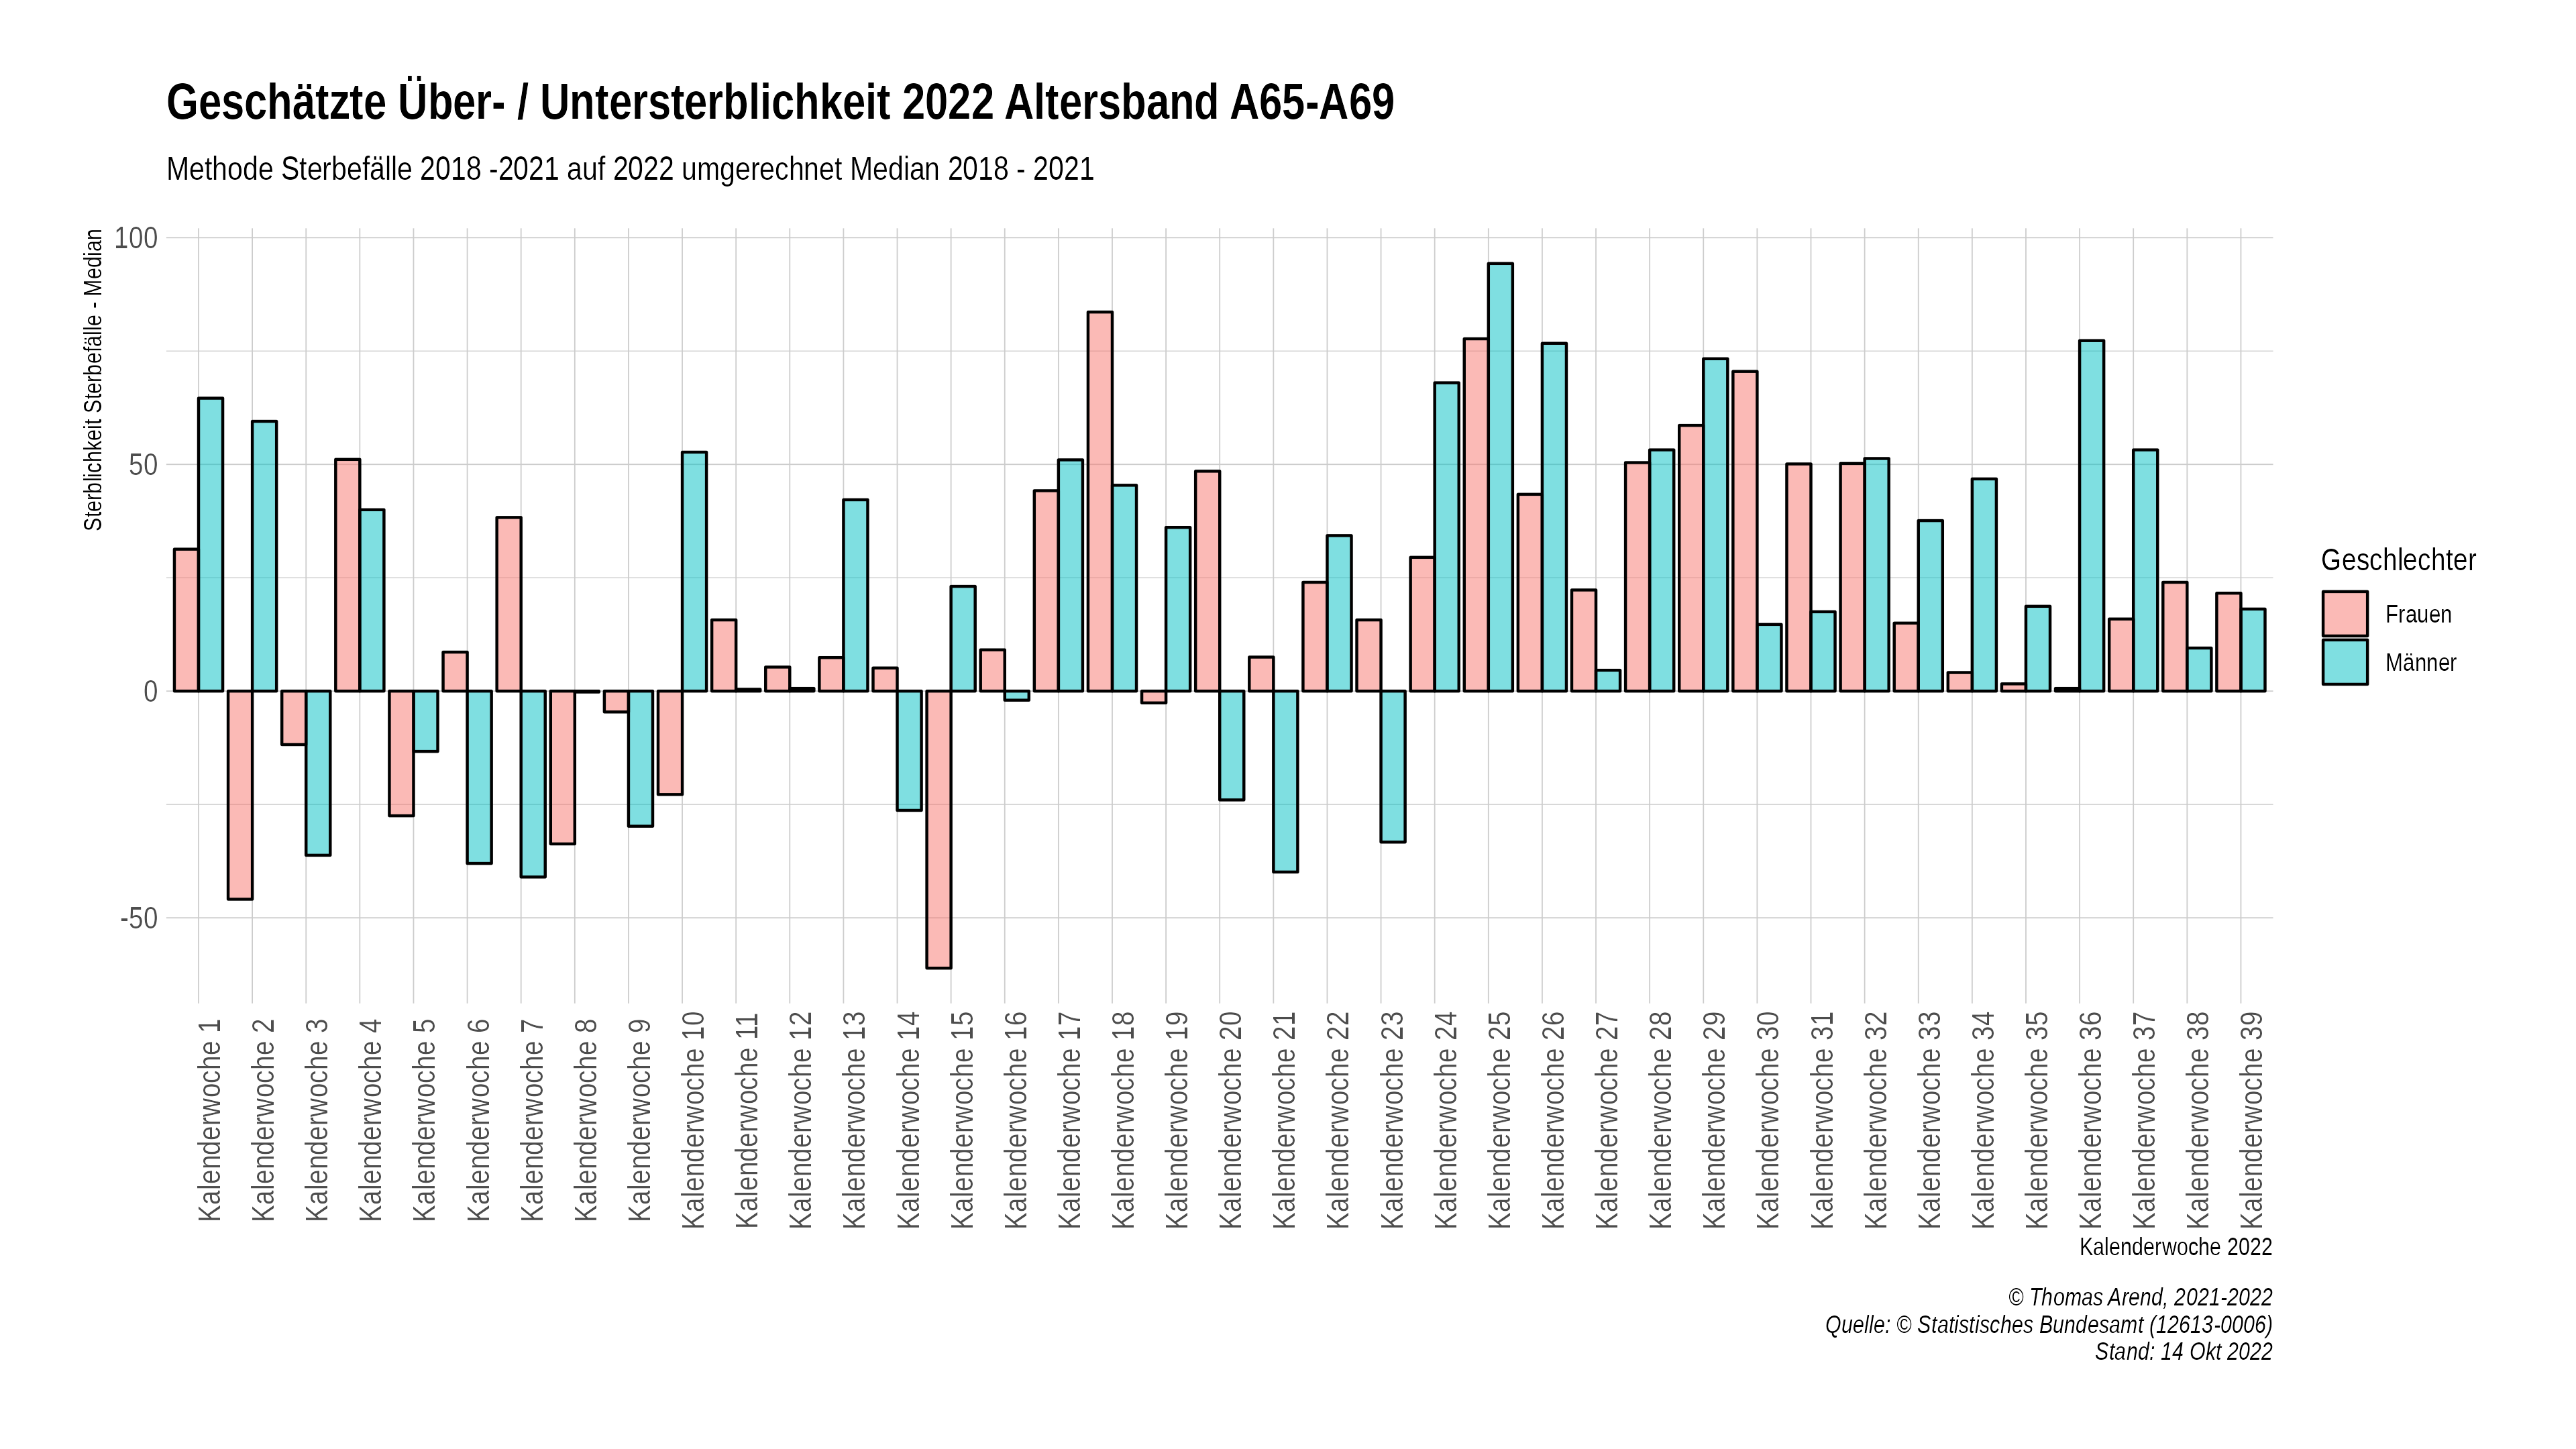 Geschätzte Über- / Untersterblichkeit 2022 Altersband A65-A69
Methode Sterbefälle 2018 -2021 auf 2022 umgerechnet Median 2018 - 2021
Sterblichkeit Sterbefälle - Median
100
50
0
-50
Kalenderwoche 1
Kalenderwoche 2
Kalenderwoche 3
Kalenderwoche 4
Kalenderwoche 5
Kalenderwoche 6
Kalenderwoche 7
Kalenderwoche 8
Kalenderwoche 9
Kalenderwoche 10
Kalenderwoche 11
Kalenderwoche 12
Kalenderwoche 13
Kalenderwoche 14
Kalenderwoche 15
Kalenderwoche 16
Kalenderwoche 17
Kalenderwoche 18
Kalenderwoche 19
Kalenderwoche 20
Kalenderwoche 21
Kalenderwoche 22
Kalenderwoche 23
Kalenderwoche 24
Kalenderwoche 25
Kalenderwoche 26
Kalenderwoche 27
Kalenderwoche 28
Kalenderwoche 29
Kalenderwoche 30
Kalenderwoche 31
Kalenderwoche 32
Kalenderwoche 33
Kalenderwoche 34
Kalenderwoche 35
Kalenderwoche 36
Kalenderwoche 37
Kalenderwoche 38
Kalenderwoche 39
Kalenderwoche 2022
Geschlechter
Frauen
Männer
© Thomas Arend, 2021-2022
Quelle: © Statistisches Bundesamt (12613-0006)
Stand: 14 Okt 2022